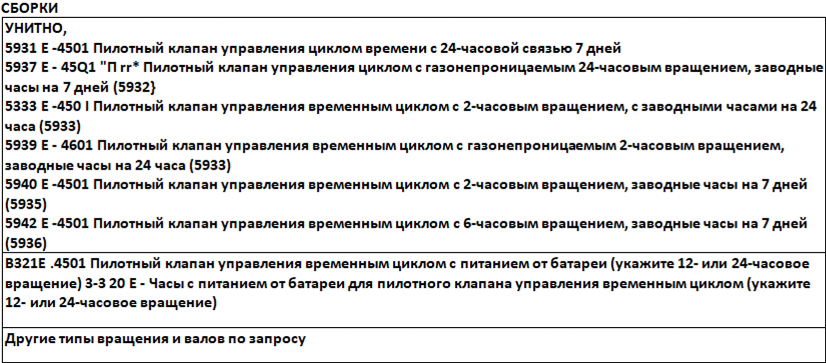 СБОРКИ
УНИТНО,
5931 E -4501 Пилотный клапан управления циклом времени с 24-часовой связью 7 дней
5937 E - 45Q1 "П rr* Пилотный клапан управления циклом с газонепроницаемым 24-часовым вращением, заводные
часы на 7 дней (5932}
5333 E -450 I Пилотный клапан управления временным циклом с 2-часовым вращением, с заводными часами на 24
часа (5933)
5939 E - 4601 Пилотный клапан управления временным циклом с газонепроницаемым 2-часовым вращением,
заводные часы на 24 часа (5933)
5940 E -4501 Пилотный клапан управления временным циклом с 2-часовым вращением, заводные часы на 7 дней
(5935)
5942 E -4501 Пилотный клапан управления временным циклом с 6-часовым вращением, заводные часы на 7 дней
(5936)
B321E .4501 Пилотный клапан управления временным циклом с питанием от батареи (укажите 12- или 24-часовое
вращение) 3-3 20 E - Часы с питанием от батареи для пилотного клапана управления временным циклом (укажите
12- или 24-часовое вращение)
Другие типы вращения и валов по запросу